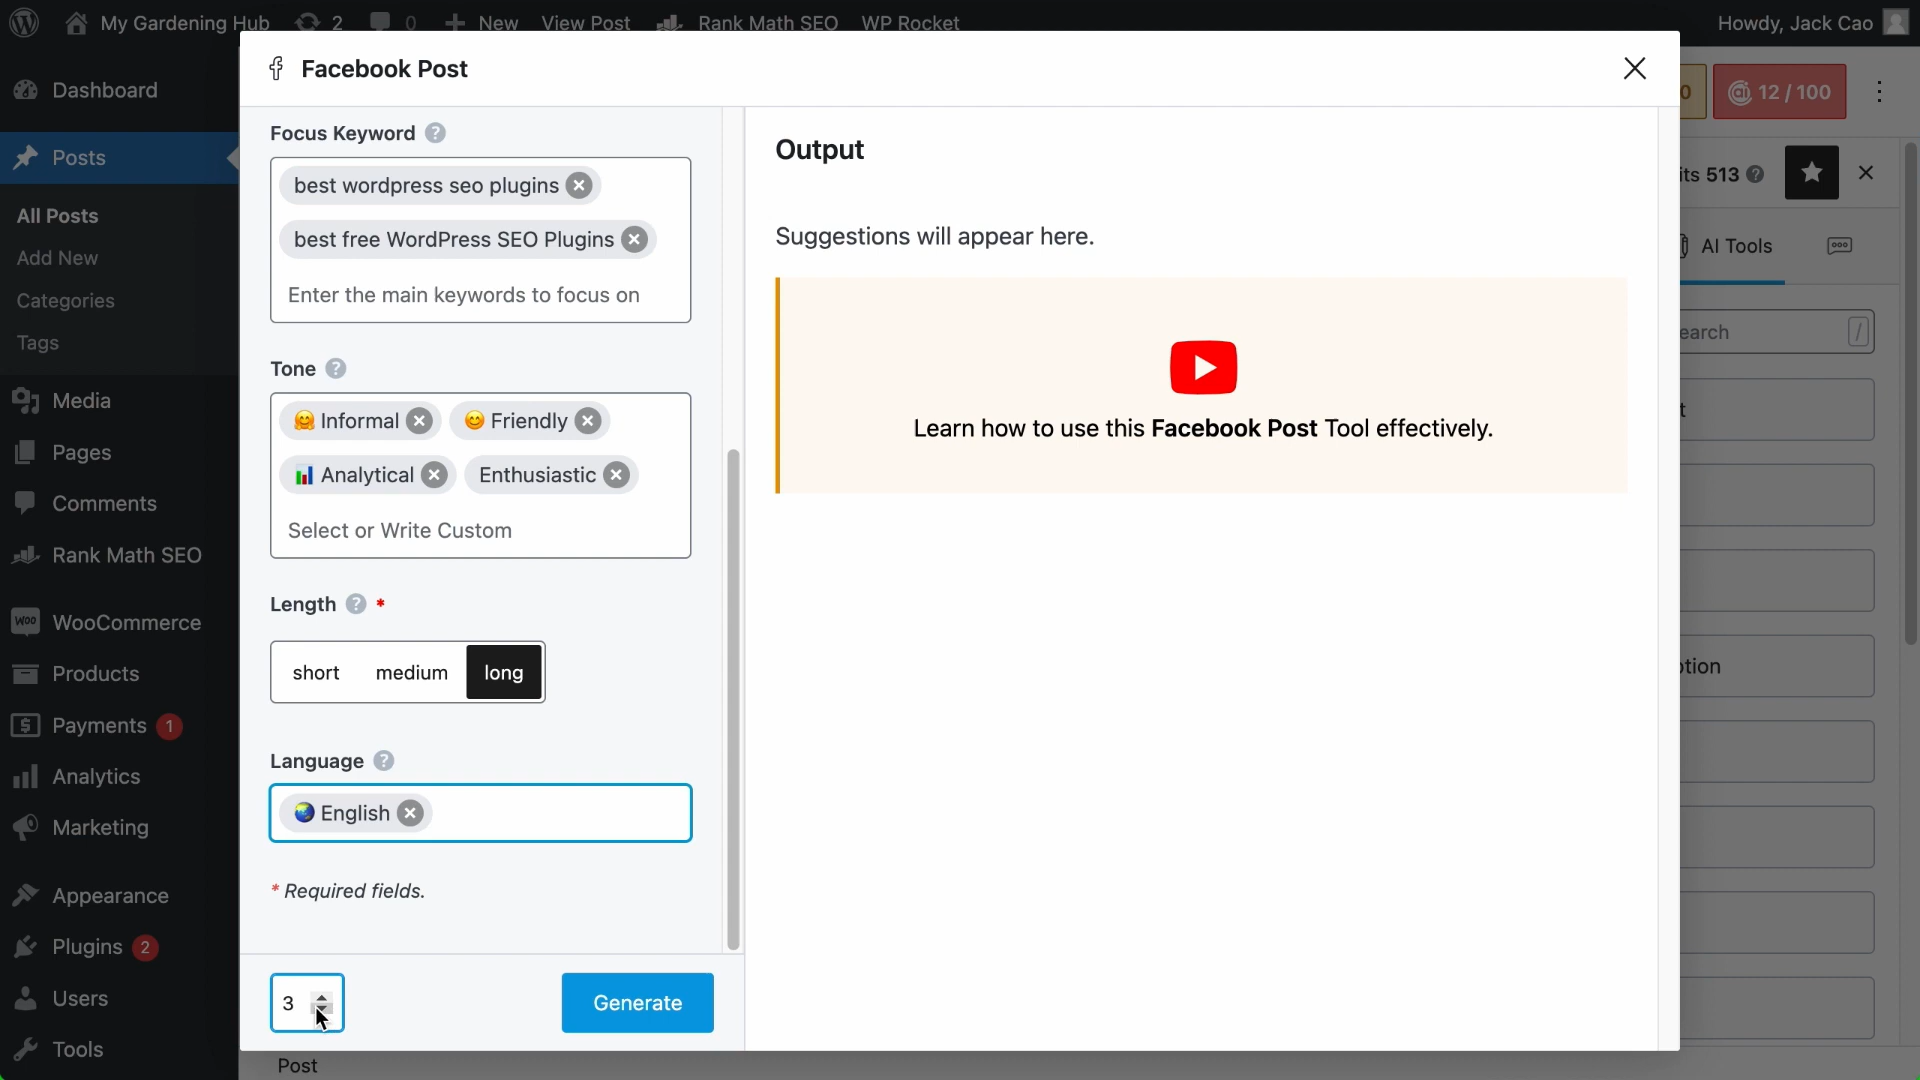 My Gardening Hub
2
0
New
View Post
Rank Math SEO
WP Rocket
Howdy, Jack Cao
Dashboard
Posts
All Posts
Add New
Categories
Tags
Media
Pages
Comments
Rank Math SEO
WooCommerce
Products
Payments 1
Analytics
Marketing
Appearance
Plugins 2
Users
Tools
Facebook Post
Focus Keyword ?
best wordpress seo plugins
best free WordPress SEO Plugins
Enter the main keywords to focus on
Tone ?
Informal Friendly
Analytical Enthusiastic
Select or Write Custom
Length ? *
short medium long
Language ?
English
* Required fields.
3
Generate
Output
Suggestions will appear here.
Learn how to use this Facebook Post Tool effectively.
0
12 / 100
its 513 ?
AI Tools
earch /
t
tion
Post